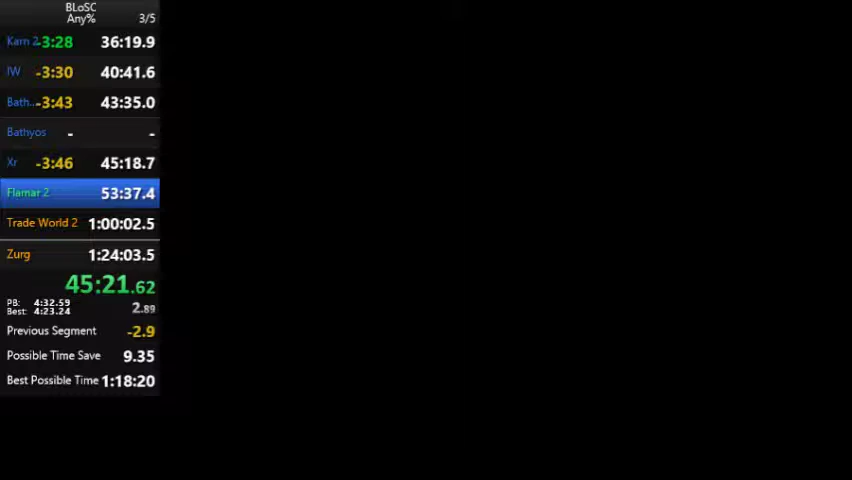 BLoSC
Any% 3/5
Karn 2 -3:28 36:19.9
IW -3:30 40:41.6
Bath... -3:43 43:35.0
Bathyos - -
Xr -3:46 45:18.7
Flamar 2 53:37.4
Trade World 2 1:00:02.5
Zurg 1:24:03.5
45:21.62
PB: 4:32.59
Best: 4:23.24 2.89
Previous Segment -2.9
Possible Time Save 9.35
Best Possible Time 1:18:20